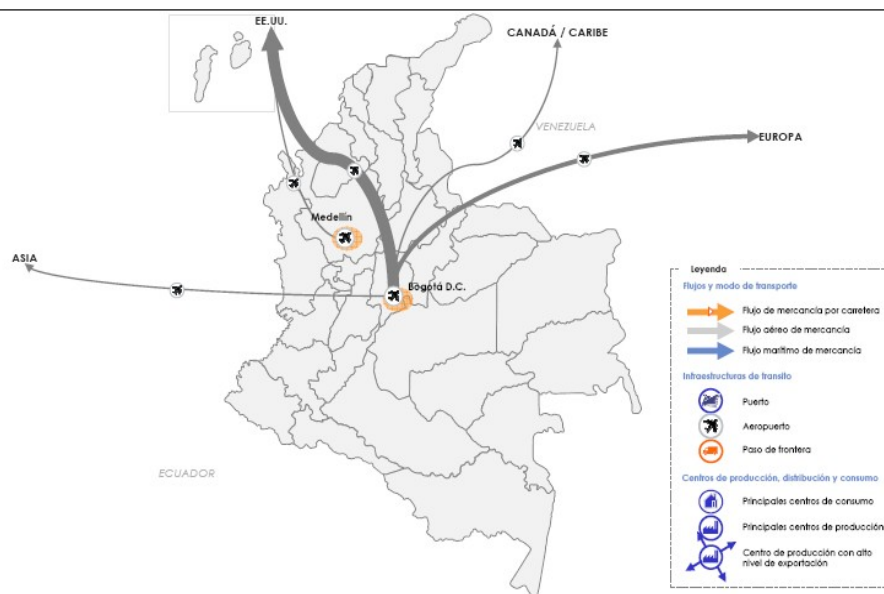 EE.UU.
CANADÁ / CARIBE
VENEZUELA
EUROPA
Medellín
ASIA
Bógotá D.C.
ECUADOR
Leyenda
Flujos y modo de transporte
Flujo de mercancía por carretera
Flujo aéreo de mercancía
Flujo marítimo de mercancía
Infraestructuras de transito
Puerto
Aeropuerto
Paso de frontera
Centros de producción, distribución y consumo
Principales centros de consumo
Principales centros de producción
Centro de producción con alto
nivel de exportación